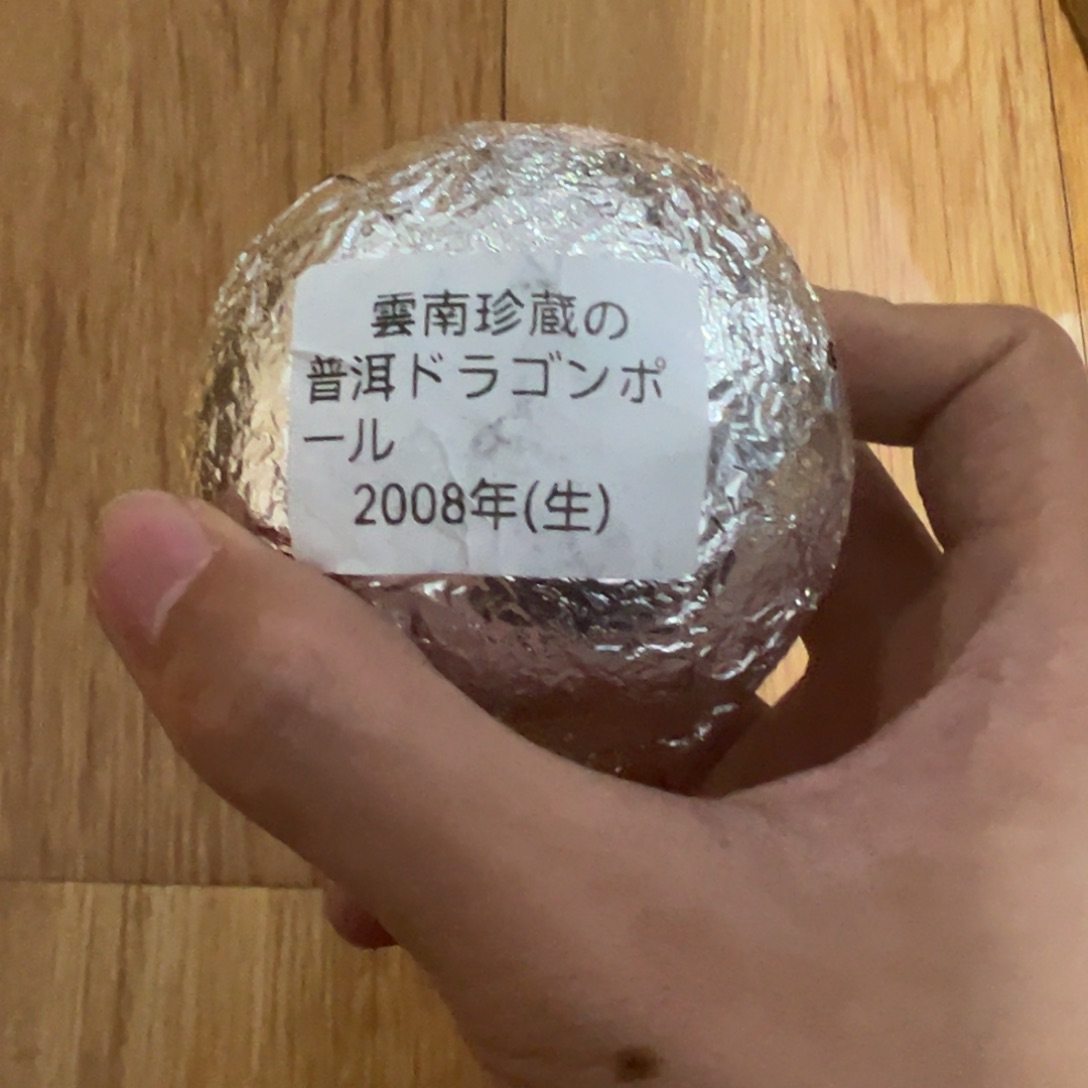 雲南珍蔵の
普洱ドラゴンポ
ール
2008年(生)